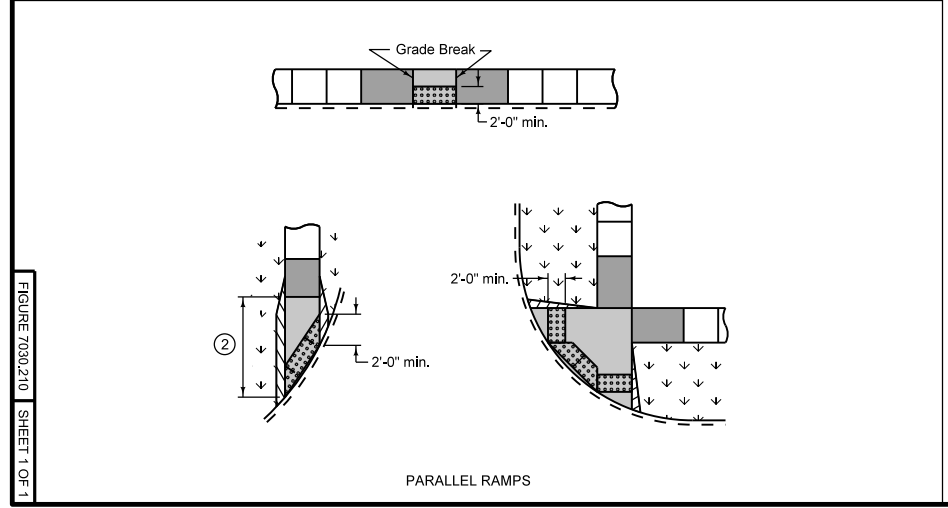 Grade Break
2'-0" min.
2'-0" min.
2
2'-0" min.
PARALLEL RAMPS
FIGURE 7030.210
SHEET 1 OF 1